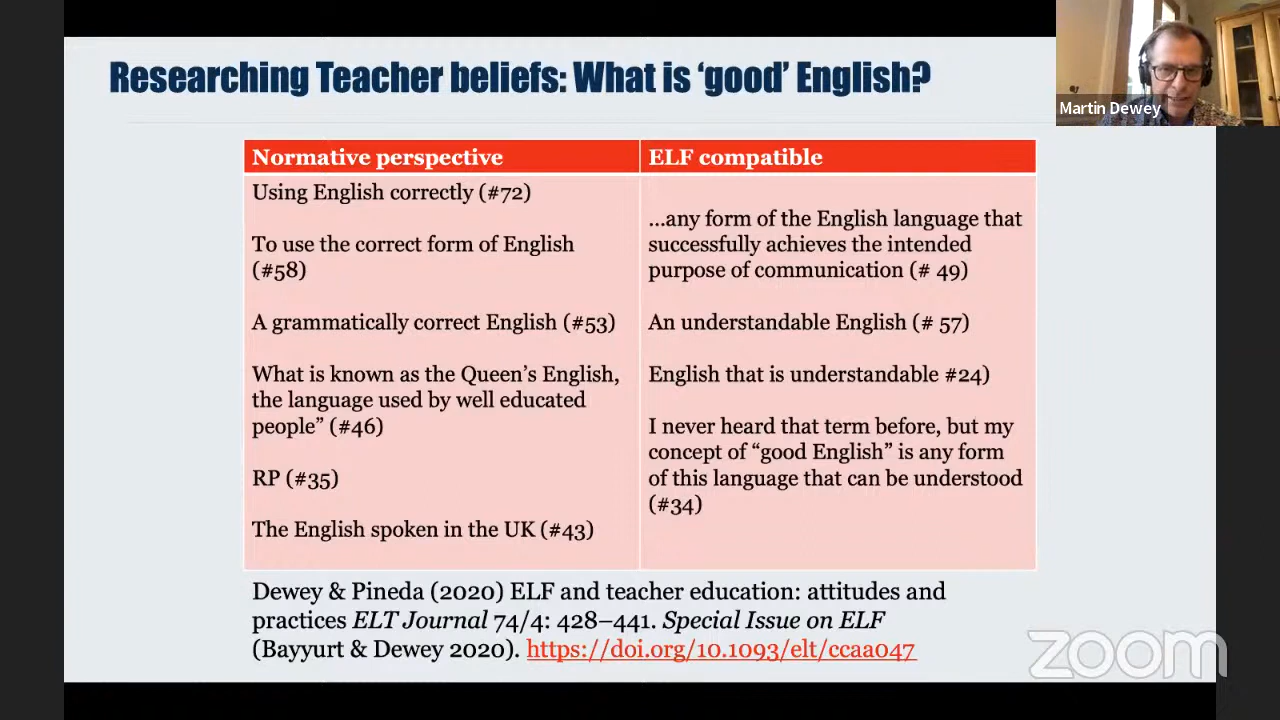 Researching Teacher beliefs: What is ‘good’ English?
Martin Dewey
Normative perspective
Using English correctly (#72)
To use the correct form of English
(#58)
A grammatically correct English (#53)
What is known as the Queen’s English,
the language used by well educated
people” (#46)
RP (#35)
The English spoken in the UK (#43)
ELF compatible
…any form of the English language that
successfully achieves the intended
purpose of communication (# 49)
An understandable English (# 57)
English that is understandable #24)
I never heard that term before, but my
concept of “good English” is any form
of this language that can be understood
(#34)
Dewey & Pineda (2020) ELF and teacher education: attitudes and
practices ELT Journal 74/4: 428–441. Special Issue on ELF
(Bayyurt & Dewey 2020). https://doi.org/10.1093/elt/ccaa047
zoom